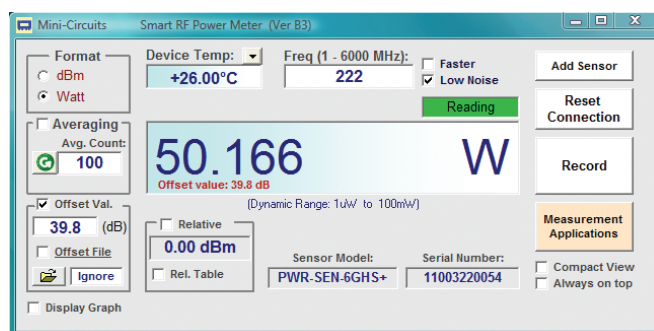 Mini-Circuits Smart RF Power Meter (Ver B3)
Format
dBm
Watt
Averaging
Avg. Count:
100
Offset Val.
39.8 (dB)
Offset File
Ignore
Display Graph
Device Temp:
+26.00°C
Freq (1 - 6000 MHz):
222
Faster
Low Noise
Reading
50.166 W
Offset value: 39.8 dB
(Dynamic Range: 1uW to 100mW)
Relative
0.00 dBm
Rel. Table
Sensor Model:
PWR-SEN-6GHS+
Serial Number:
11003220054
Add Sensor
Reset
Connection
Record
Measurement
Applications
Compact View
Always on top